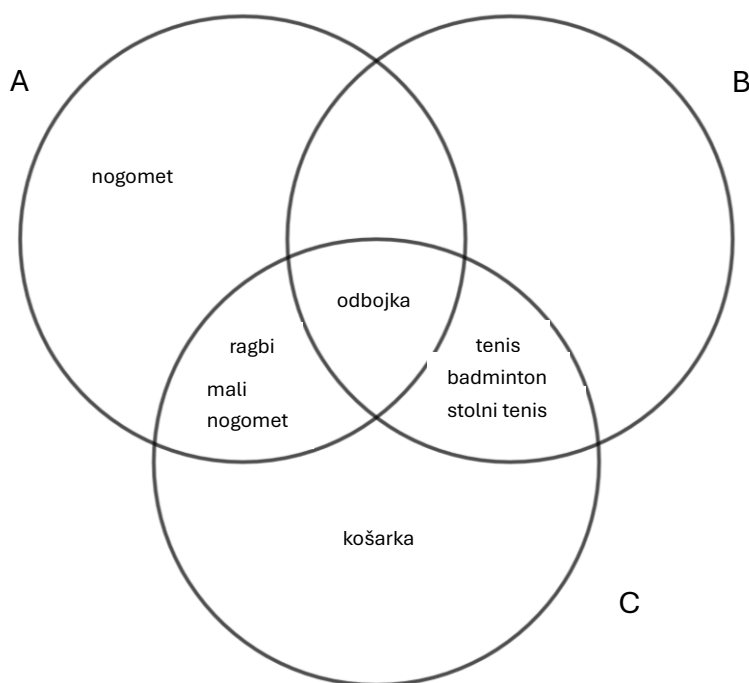 A
B
nogomet
odbojka
ragbi
mali
nogomet
tenis
badminton
stolni tenis
košarka
C